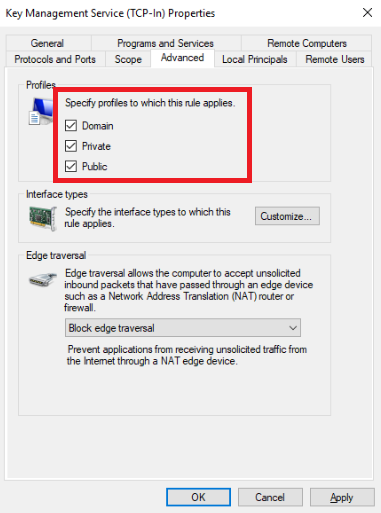 Key Management Service (TCP-In) Properties
General
Programs and Services
Remote Computers
Protocols and Ports
Scope
Advanced
Local Principals
Remote Users
Profiles
Specify profiles to which this rule applies.
Domain
Private
Public
Interface types
Specify the interface types to which this
rule applies.
Customize...
Edge traversal
Edge traversal allows the computer to accept unsolicited
inbound packets that have passed through an edge device
such as a Network Address Translation (NAT) router or
firewall.
Block edge traversal
Prevent applications from receiving unsolicited traffic from
the Internet through a NAT edge device.
OK
Cancel
Apply